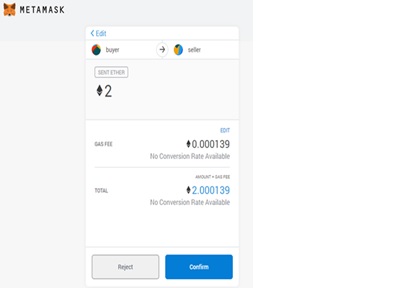 METAMASK
< Edit
buyer
seller
SENT ETHER
2
EDIT
GAS FEE
0.000139
No Conversion Rate Available
AMOUNT + GAS FEE
TOTAL
2.000139
No Conversion Rate Available
Reject
Confirm